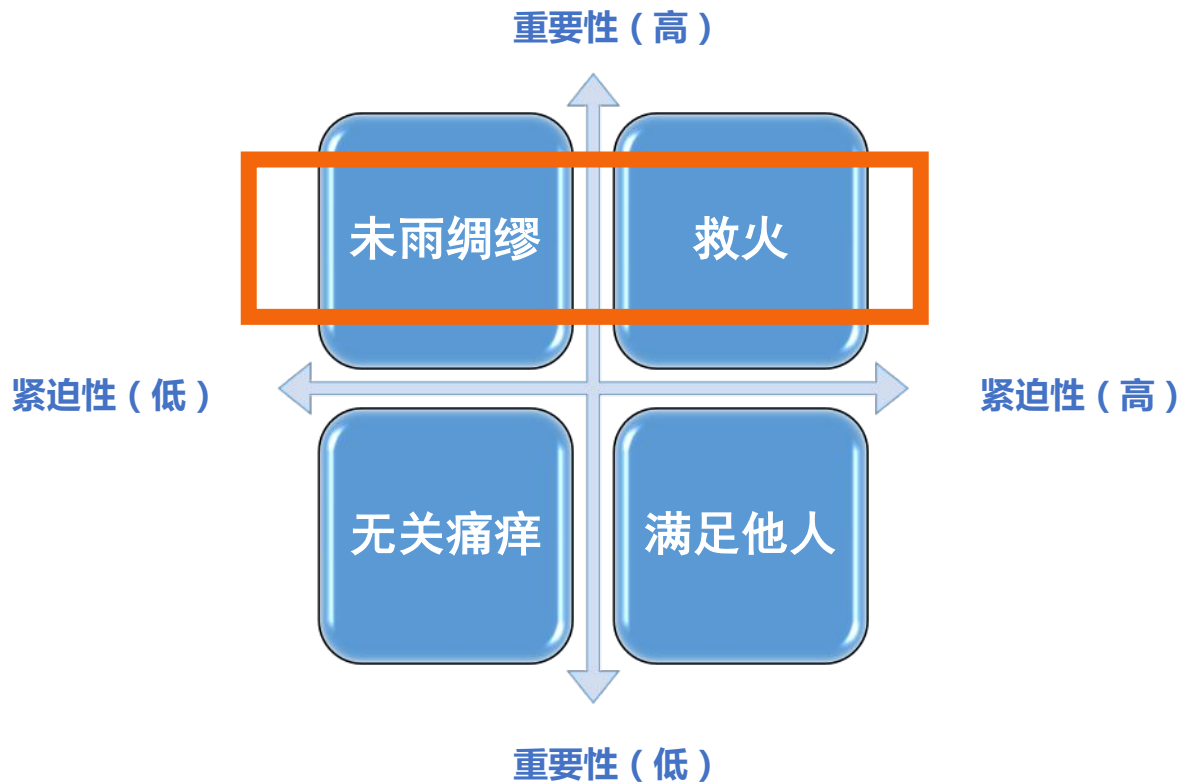 重要性（高）
未雨绸缪
救火
紧迫性（低）
紧迫性（高）
无关痛痒
满足他人
重要性（低）